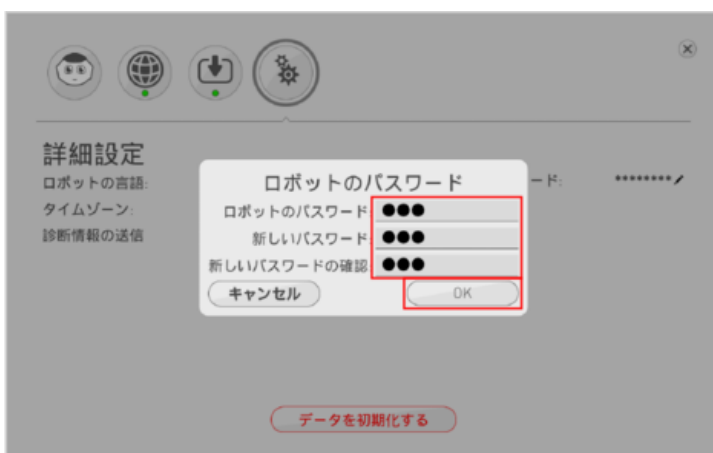 詳細設定
ロボットの言語:
タイムゾーン:
診断情報の送信
ード: ********
ロボットのパスワード
ロボットのパスワード: ●●●
新しいパスワード: ●●●
新しいパスワードの確認: ●●●
キャンセル OK
データを初期化する